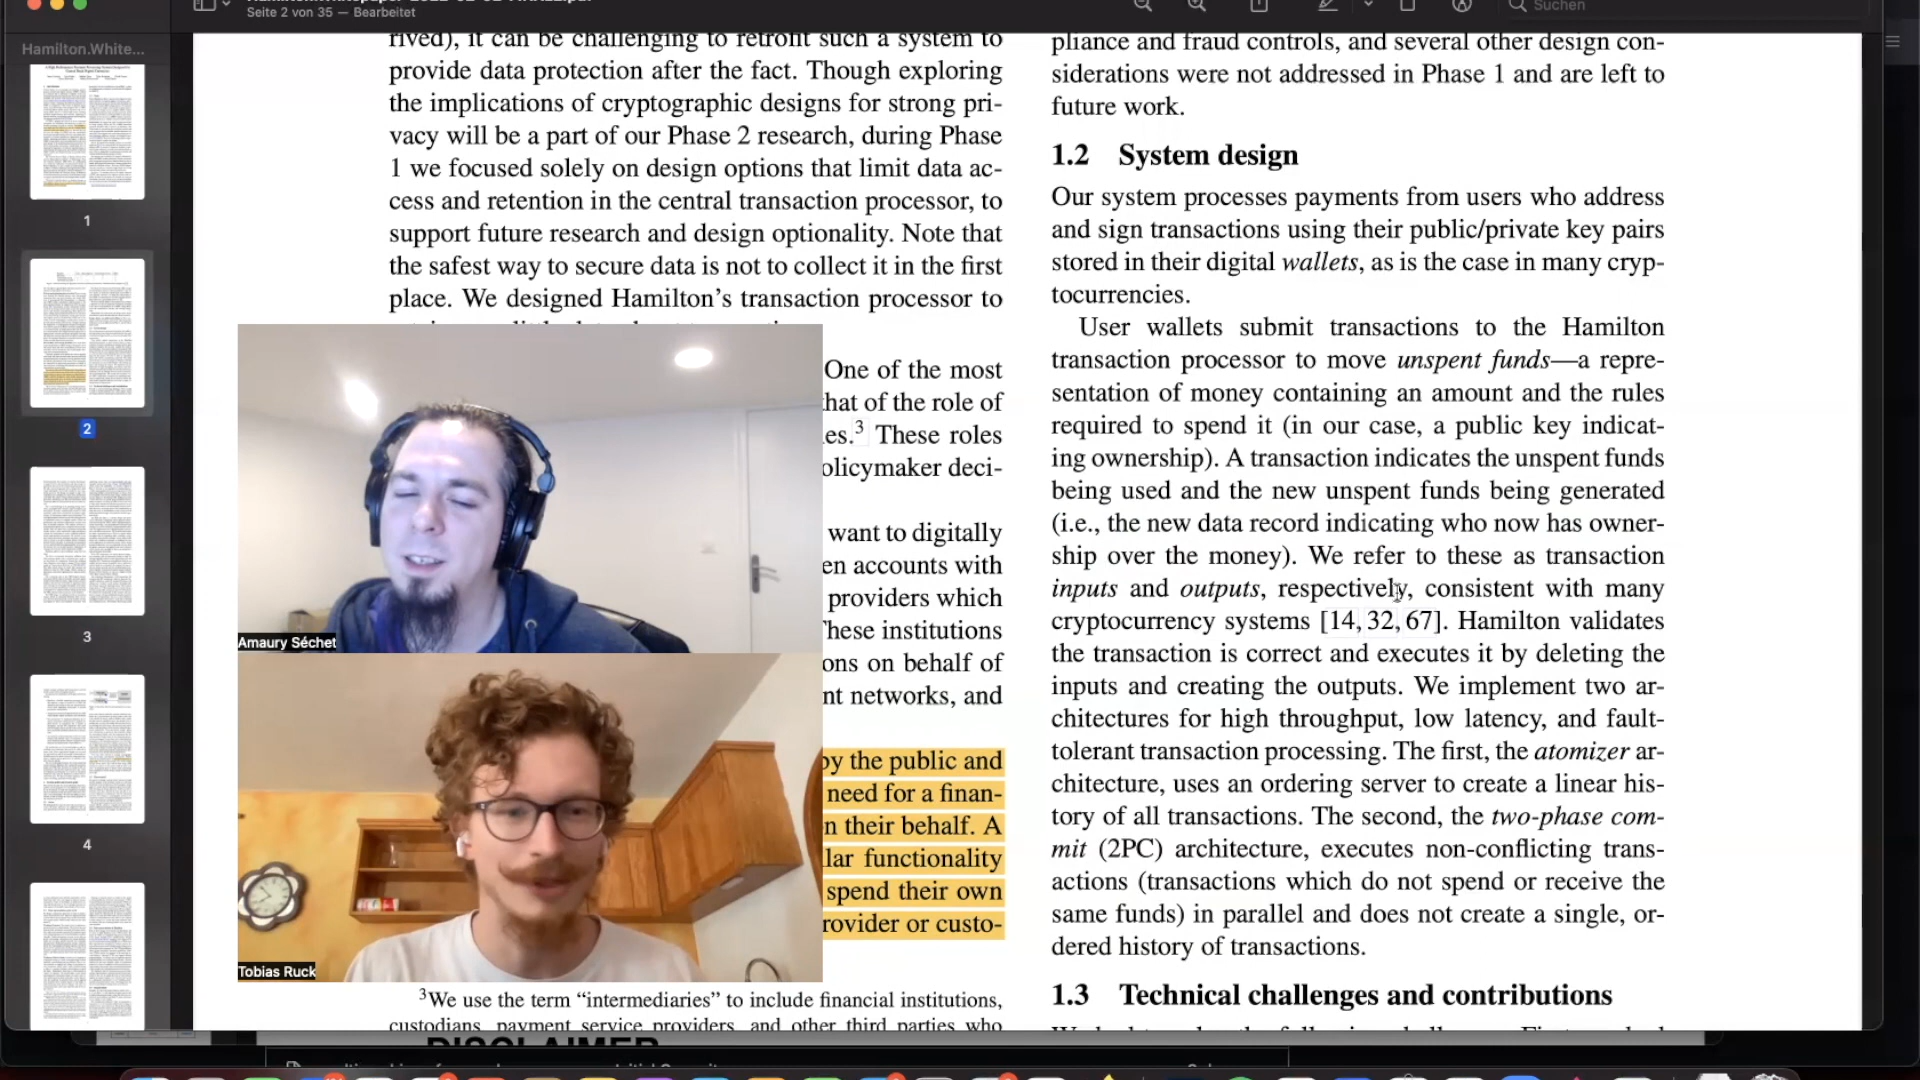 Seite 2 von 35 — Bearbeitet
Suchen
Hamilton.White...
1
2
3
4
rived), it can be challenging to retrofit such a system to
provide data protection after the fact. Though exploring
the implications of cryptographic designs for strong pri-
vacy will be a part of our Phase 2 research, during Phase
1 we focused solely on design options that limit data ac-
cess and retention in the central transaction processor, to
support future research and design optionality. Note that
the safest way to secure data is not to collect it in the first
place. We designed Hamilton's transaction processor to
One of the most
that of the role of
es.3 These roles
olicymaker deci-
want to digitally
en accounts with
providers which
These institutions
ons on behalf of
nt networks, and
by the public and
need for a finan-
n their behalf. A
lar functionality
spend their own
rovider or custo-
Amaury Séchet
Tobias Ruck
3We use the term “intermediaries” to include financial institutions,
custodians, payment service providers, and other third parties who
pliance and fraud controls, and several other design con-
siderations were not addressed in Phase 1 and are left to
future work.
1.2 System design
Our system processes payments from users who address
and sign transactions using their public/private key pairs
stored in their digital wallets, as is the case in many cryp-
tocurrencies.
User wallets submit transactions to the Hamilton
transaction processor to move unspent funds—a repre-
sentation of money containing an amount and the rules
required to spend it (in our case, a public key indicat-
ing ownership). A transaction indicates the unspent funds
being used and the new unspent funds being generated
(i.e., the new data record indicating who now has owner-
ship over the money). We refer to these as transaction
inputs and outputs, respectively, consistent with many
cryptocurrency systems [14, 32, 67]. Hamilton validates
the transaction is correct and executes it by deleting the
inputs and creating the outputs. We implement two ar-
chitectures for high throughput, low latency, and fault-
tolerant transaction processing. The first, the atomizer ar-
chitecture, uses an ordering server to create a linear his-
tory of all transactions. The second, the two-phase com-
mit (2PC) architecture, executes non-conflicting trans-
actions (transactions which do not spend or receive the
same funds) in parallel and does not create a single, or-
dered history of transactions.
1.3 Technical challenges and contributions
DISCLAIMER